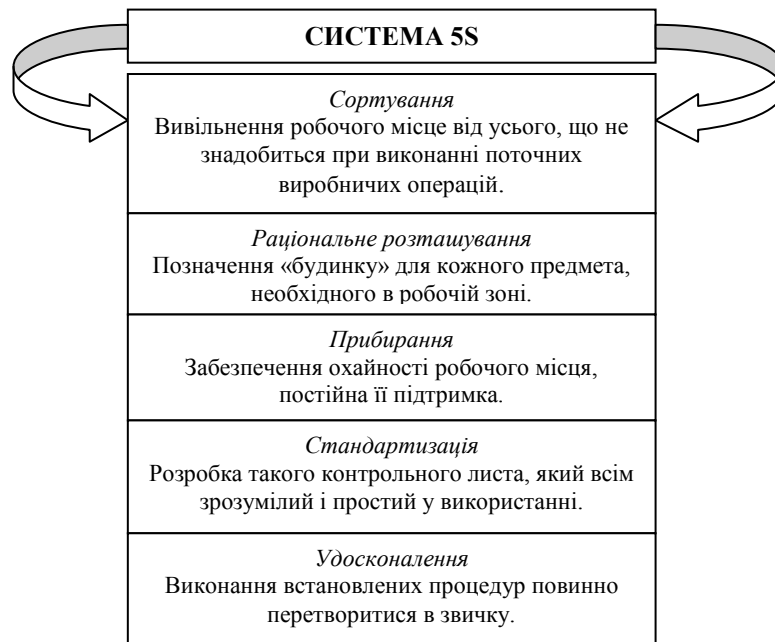 СИСТЕМА 5S
Сортування
Вивільнення робочого місце від усього, що не
знадобиться при виконанні поточних
виробничих операцій.
Раціональне розташування
Позначення «будинку» для кожного предмета,
необхідного в робочій зоні.
Прибирання
Забезпечення охайності робочого місця,
постійна її підтримка.
Стандартизація
Розробка такого контрольного листа, який всім
зрозумілий і простий у використанні.
Удосконалення
Виконання встановлених процедур повинно
перетворитися в звичку.